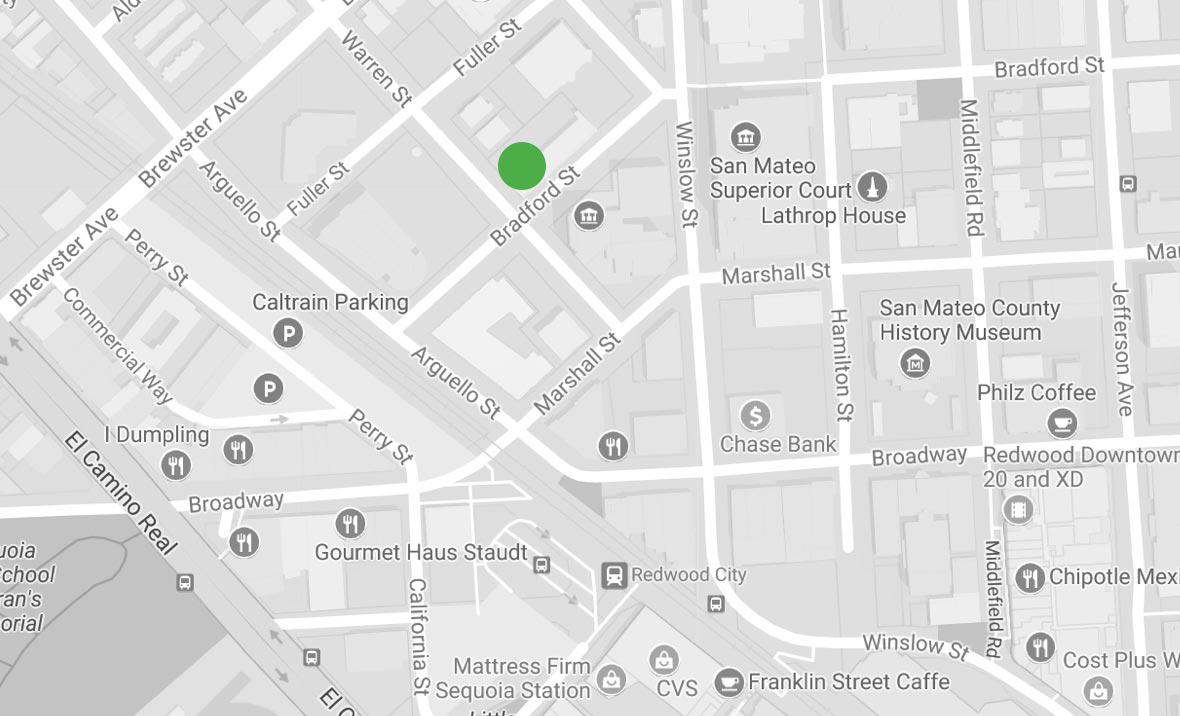 Warren St
Fuller St
Bradford St
Brewster Ave
Middlefield Rd
Winslow St
San Mateo
Superior Court
Lathrop House
Arguello St
Fuller St
Bradford St
Brewster Ave
Perry St
Marshall St
Jefferson Ave
Commercial Way
Caltrain Parking
P
San Mateo County
History Museum
Hamilton St
Marshall St
Arguello St
P
Philz Coffee
$
Chase Bank
I Dumpling
Perry St
Broadway
Redwood Downtown
20 and XD
El Camino Real
Broadway
Gourmet Haus Staudt
Redwood City
Middlefield Rd
Chipotle Mexi
California St
Winslow St
Mattress Firm
Sequoia Station
CVS
Franklin Street Caffe
Cost Plus W